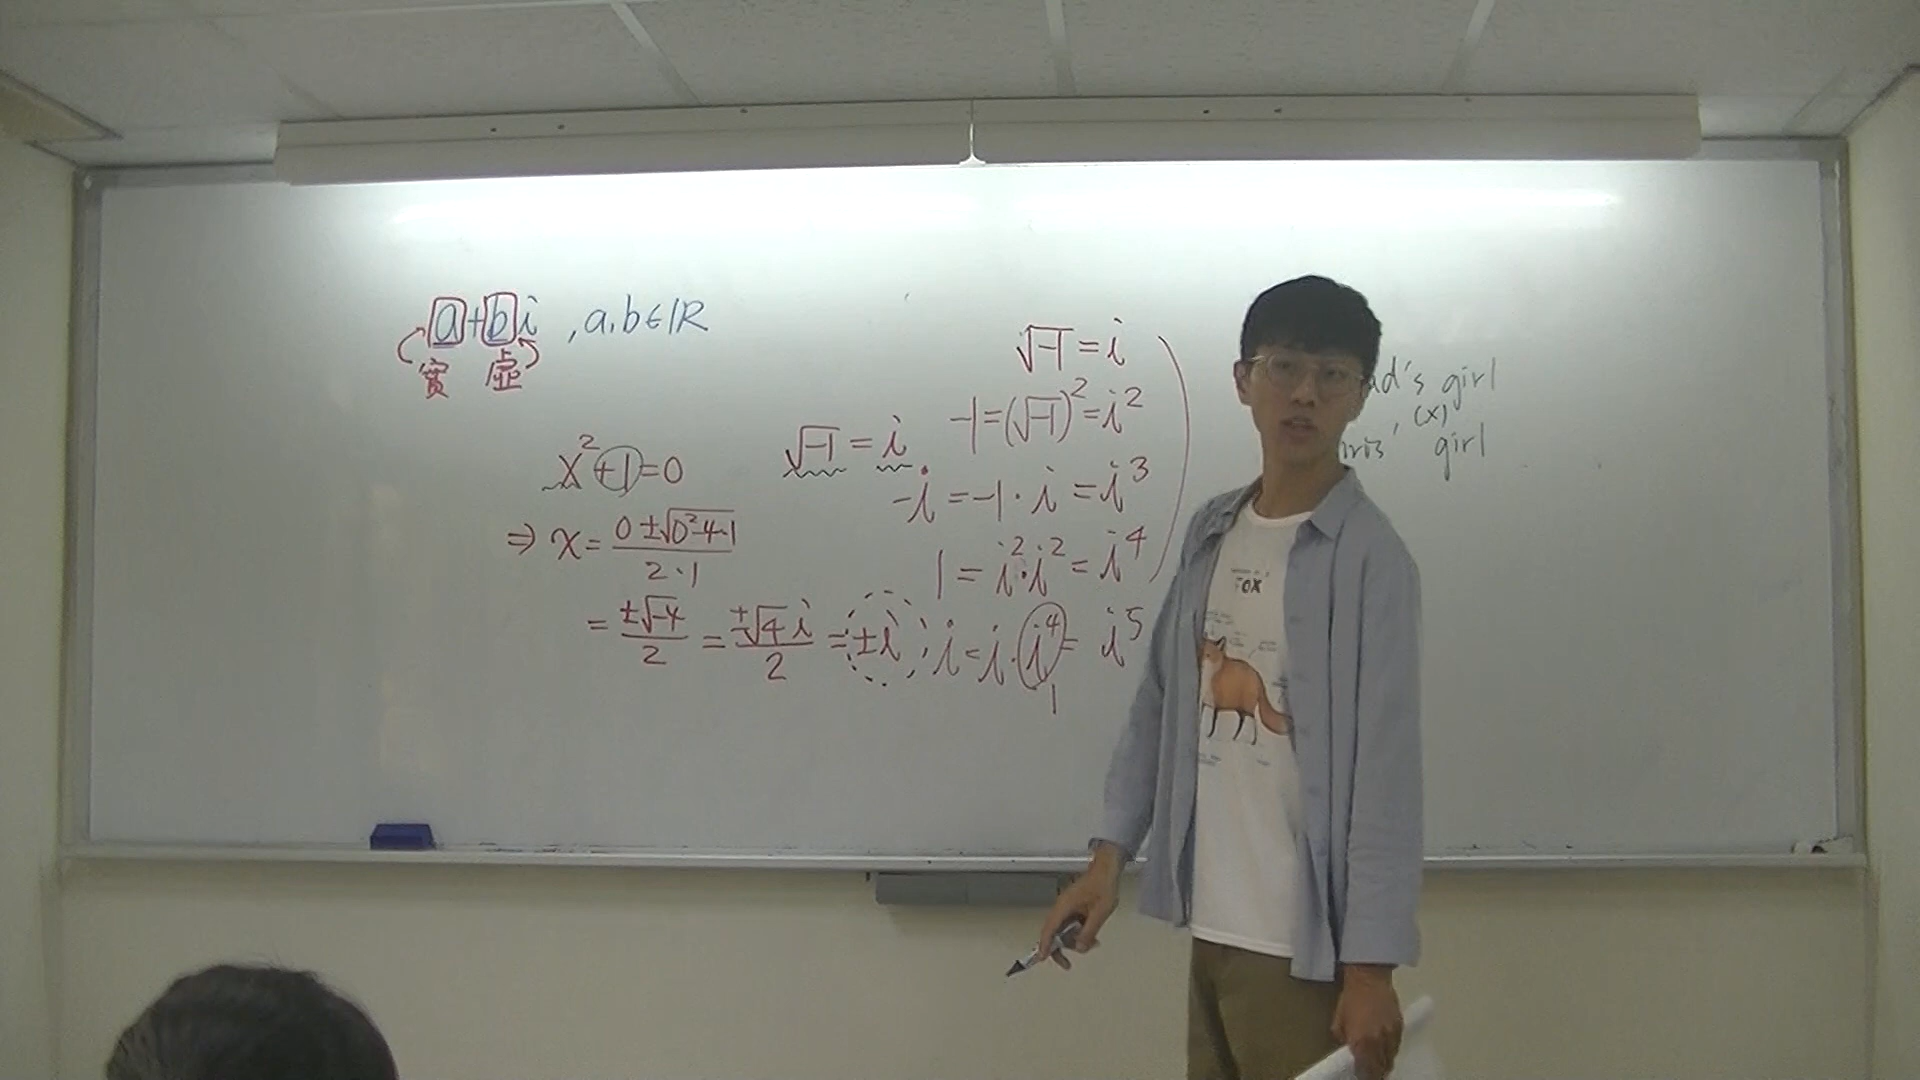 a+bi , a,b∈ℝ
實 虛
x²+1=0
⇒ x = (0±√(0²-4·1))/(2·1)
= ±√-4/2 = ±√4 i/2 = ±i
√-1 = i
√-1 = i
-1=(√-1)²=i²
-i=-1·i=i³
1=i²·i²=i⁴
i=i·i⁴=i⁵
1
girl
(x)
girl
FOX